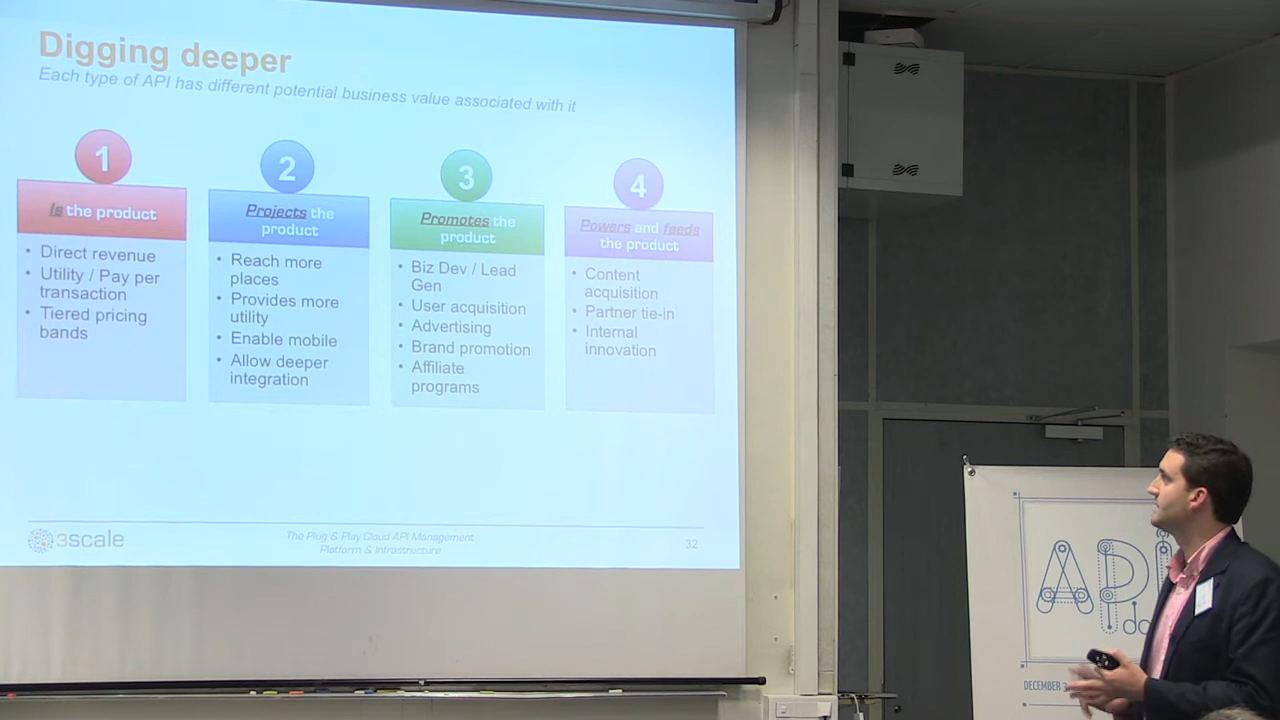 Digging deeper
Each type of API has different potential business value associated with it
1
Is the product
• Direct revenue
• Utility / Pay per
transaction
• Tiered pricing
bands
2
Projects the
product
• Reach more
places
• Provides more
utility
• Enable mobile
• Allow deeper
integration
3
Promotes the
product
• Biz Dev / Lead
Gen
• User acquisition
• Advertising
• Brand promotion
• Affiliate
programs
4
Powers and feeds
the product
• Content
acquisition
• Partner tie-in
• Internal
innovation
3scale
The Plug & Play Cloud API Management
Platform & Infrastructure
32
API
DECEMBER